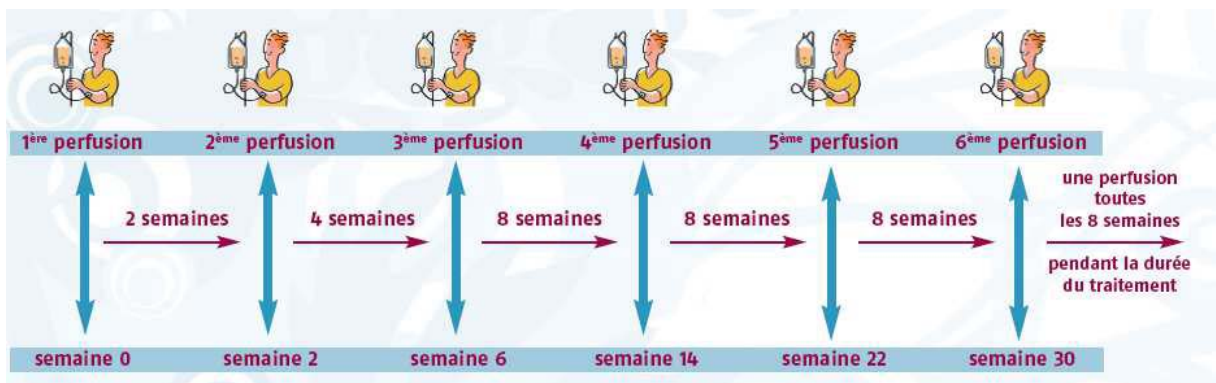 1ère perfusion 2ème perfusion 3ème perfusion 4ème perfusion 5ème perfusion 6ème perfusion
2 semaines 4 semaines 8 semaines 8 semaines 8 semaines
une perfusion
toutes
les 8 semaines
pendant la durée
du traitement
semaine 0 semaine 2 semaine 6 semaine 14 semaine 22 semaine 30